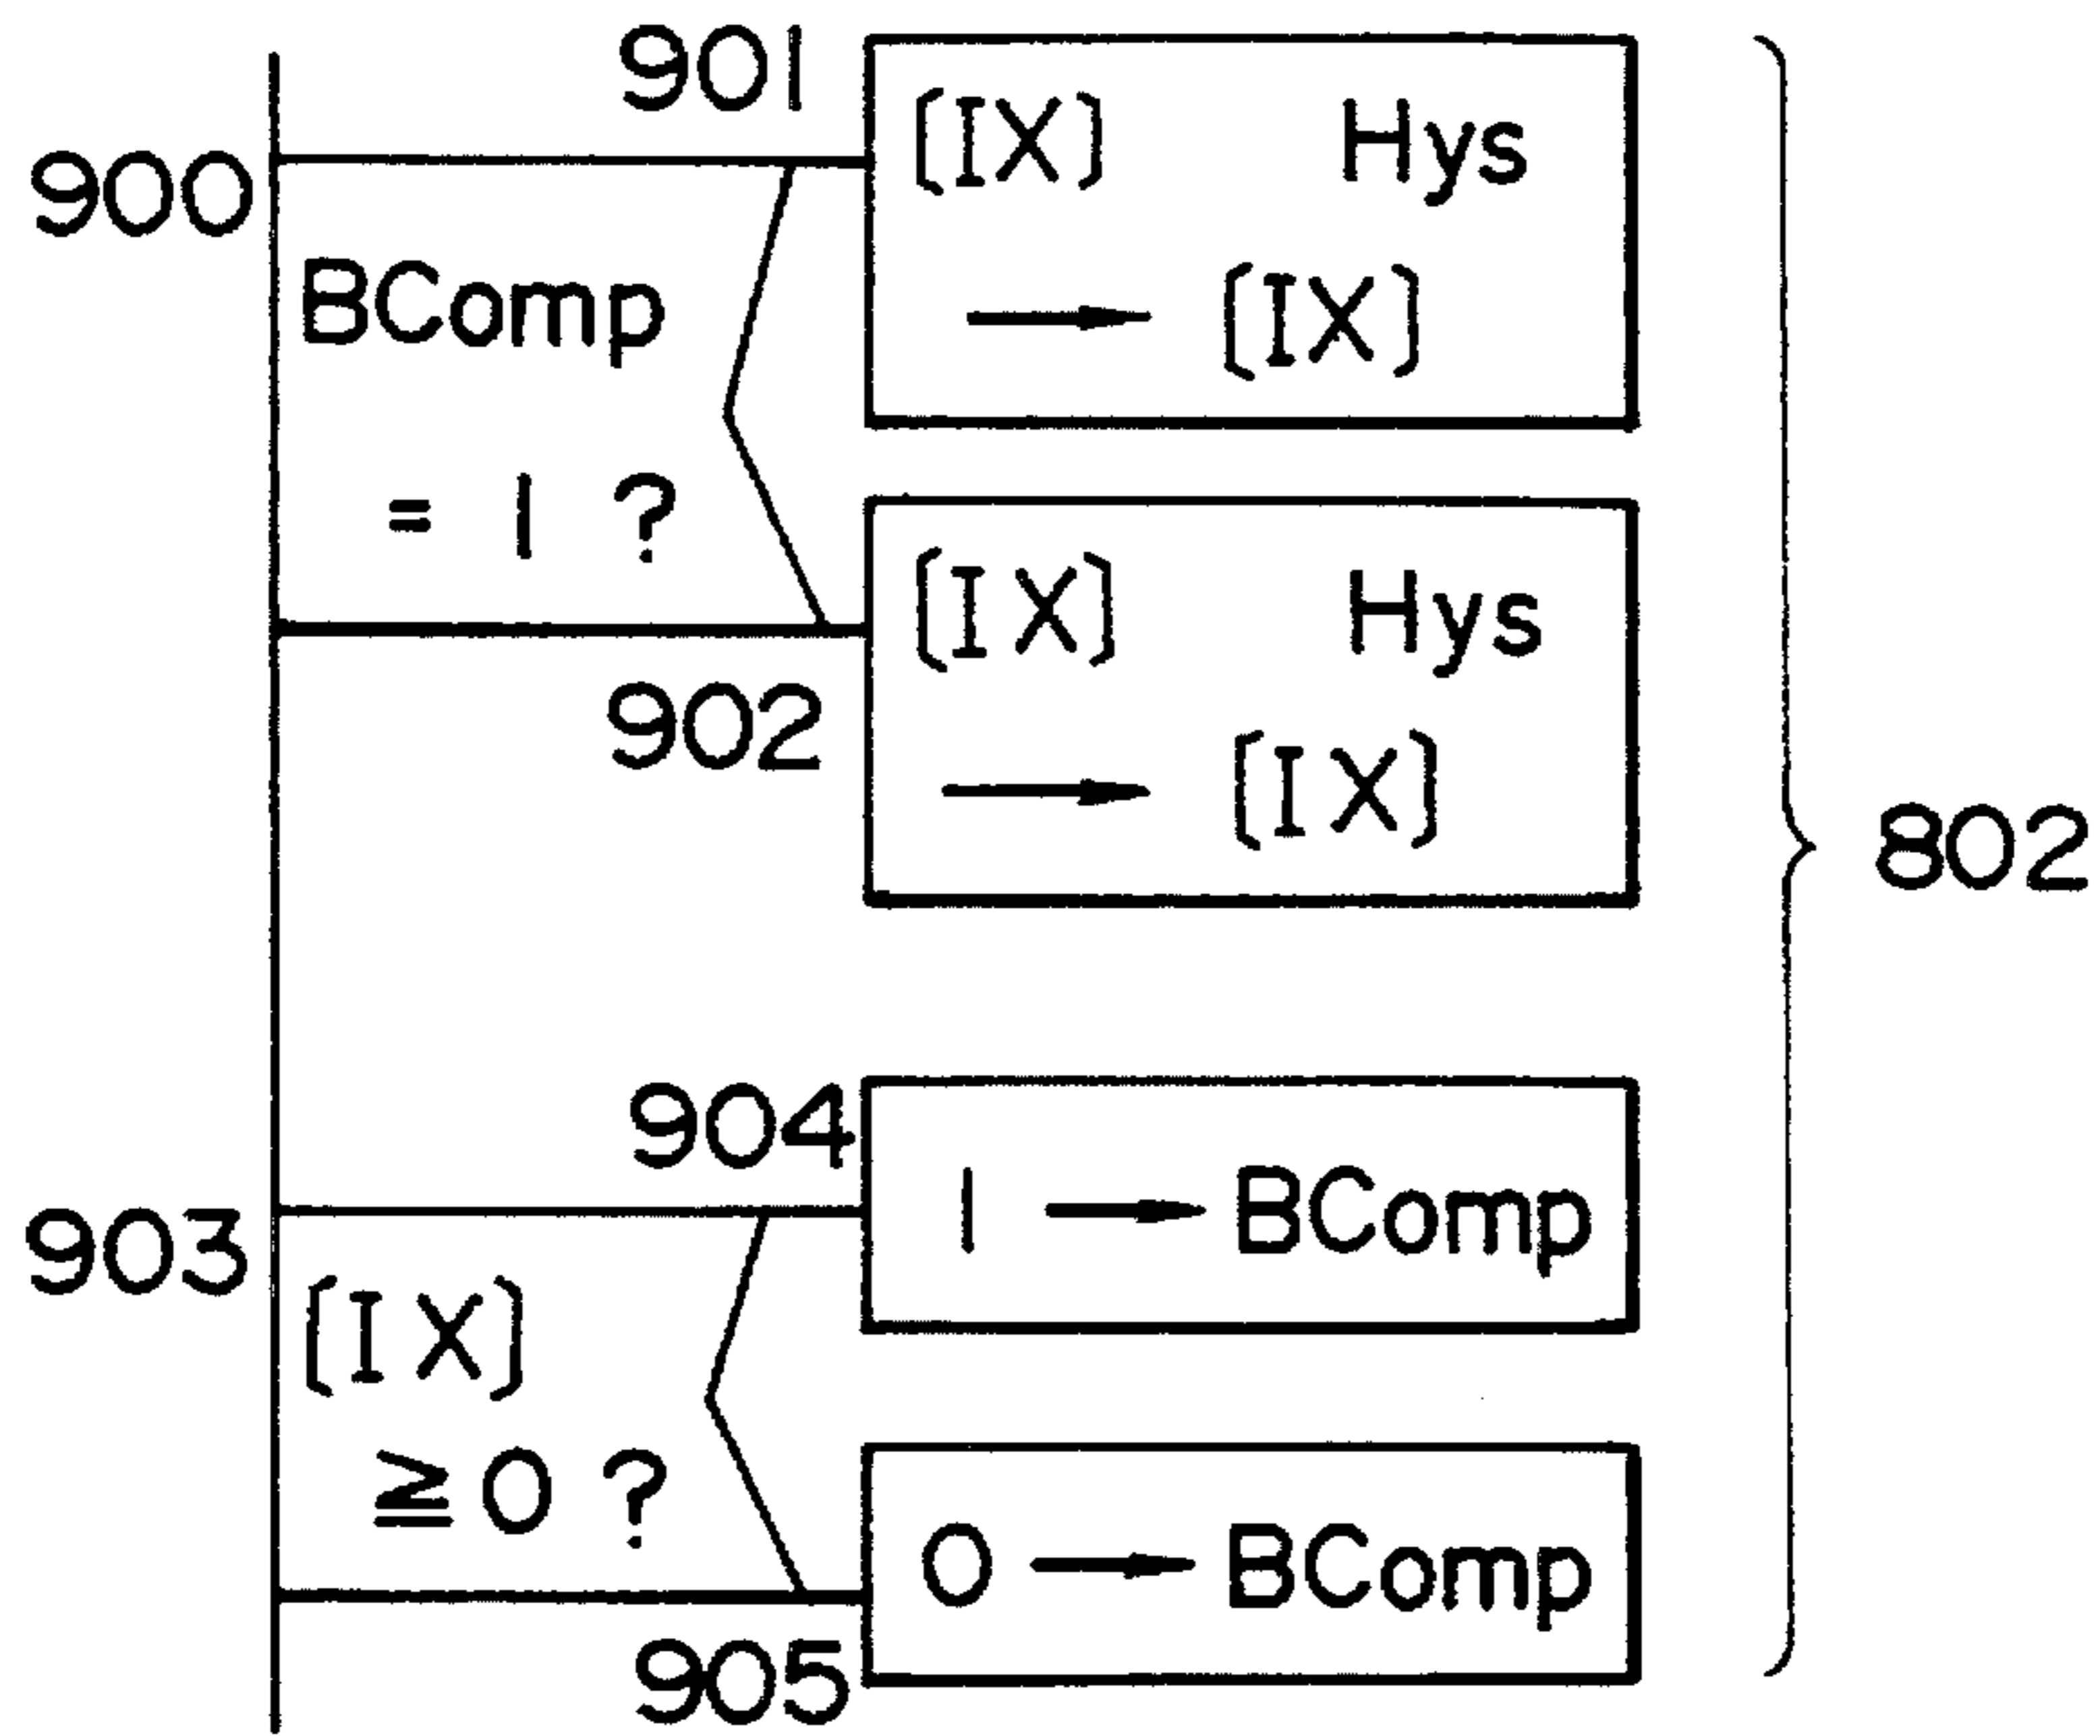 901
[IX] Hys
→ [IX]
900
BComp
= 1 ?
902
[IX] Hys
→ [IX]
802
904
1 → BComp
903
[IX]
≧ 0 ?
0 → BComp
905